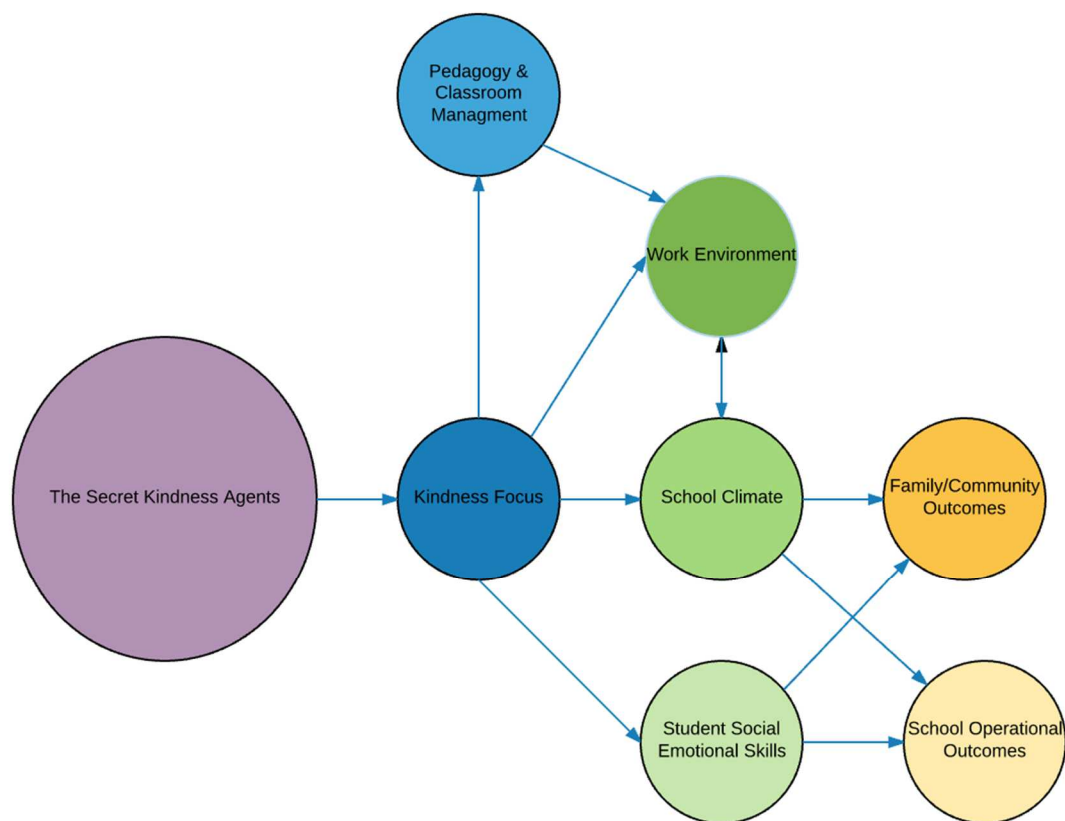 Pedagogy &
Classroom
Managment
Work Environment
The Secret Kindness Agents
Kindness Focus
School Climate
Family/Community
Outcomes
Student Social
Emotional Skills
School Operational
Outcomes